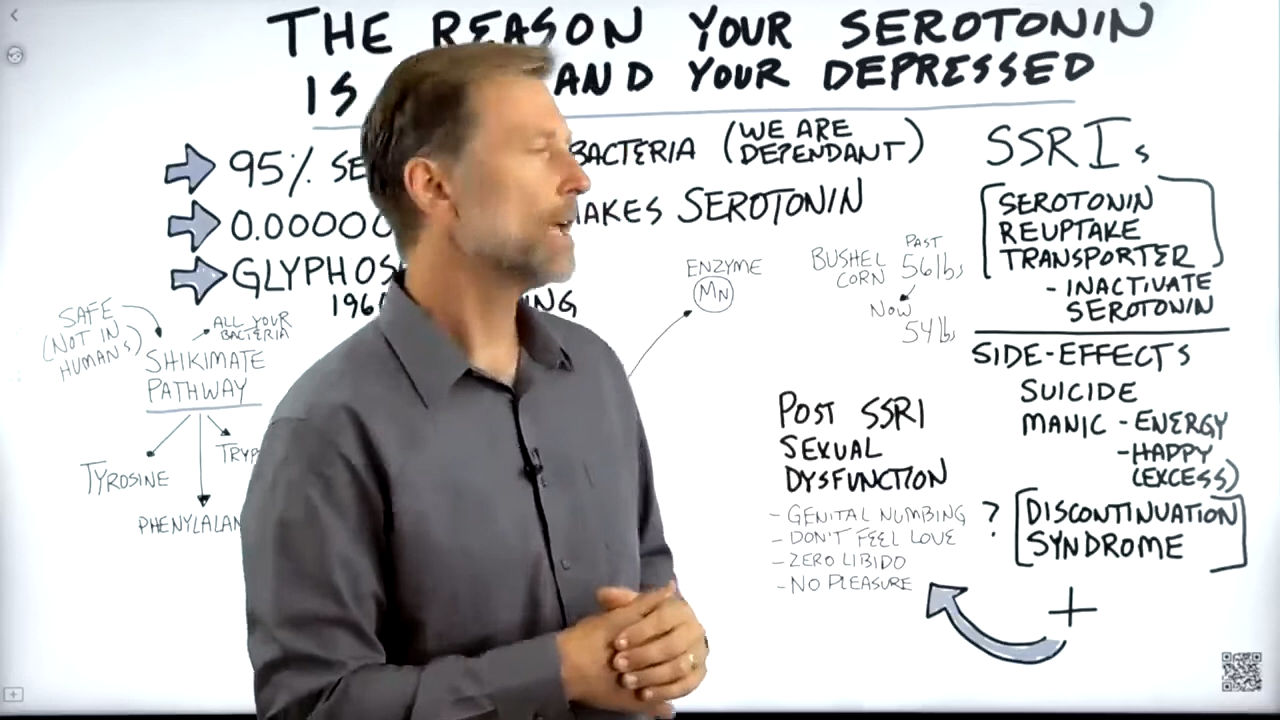 THE REASON YOUR SEROTONIN
IS AND YOUR DEPRESSED
95% SE BACTERIA (WE ARE DEPENDANT)
0.00000 MAKES SEROTONIN
GLYPHOS
196 NG
SAFE
(NOT IN
HUMANS)
ALL YOUR
BACTERIA
SHIKIMATE
PATHWAY
TYROSINE
TRYP
PHENYLALAN
ENZYME
MN
BUSHEL
CORN
PAST
56lbs
NOW
54lbs
POST SSRI
SEXUAL
DYSFUNCTION
- GENITAL NUMBING
- DON'T FEEL LOVE
- ZERO LIBIDO
- NO PLEASURE
SSRIs
[SEROTONIN
REUPTAKE
TRANSPORTER]
- INACTIVATE
SEROTONIN
SIDE-EFFECTS
SUICIDE
MANIC - ENERGY
- HAPPY
(EXCESS)
? [DISCONTINUATION
SYNDROME]
+